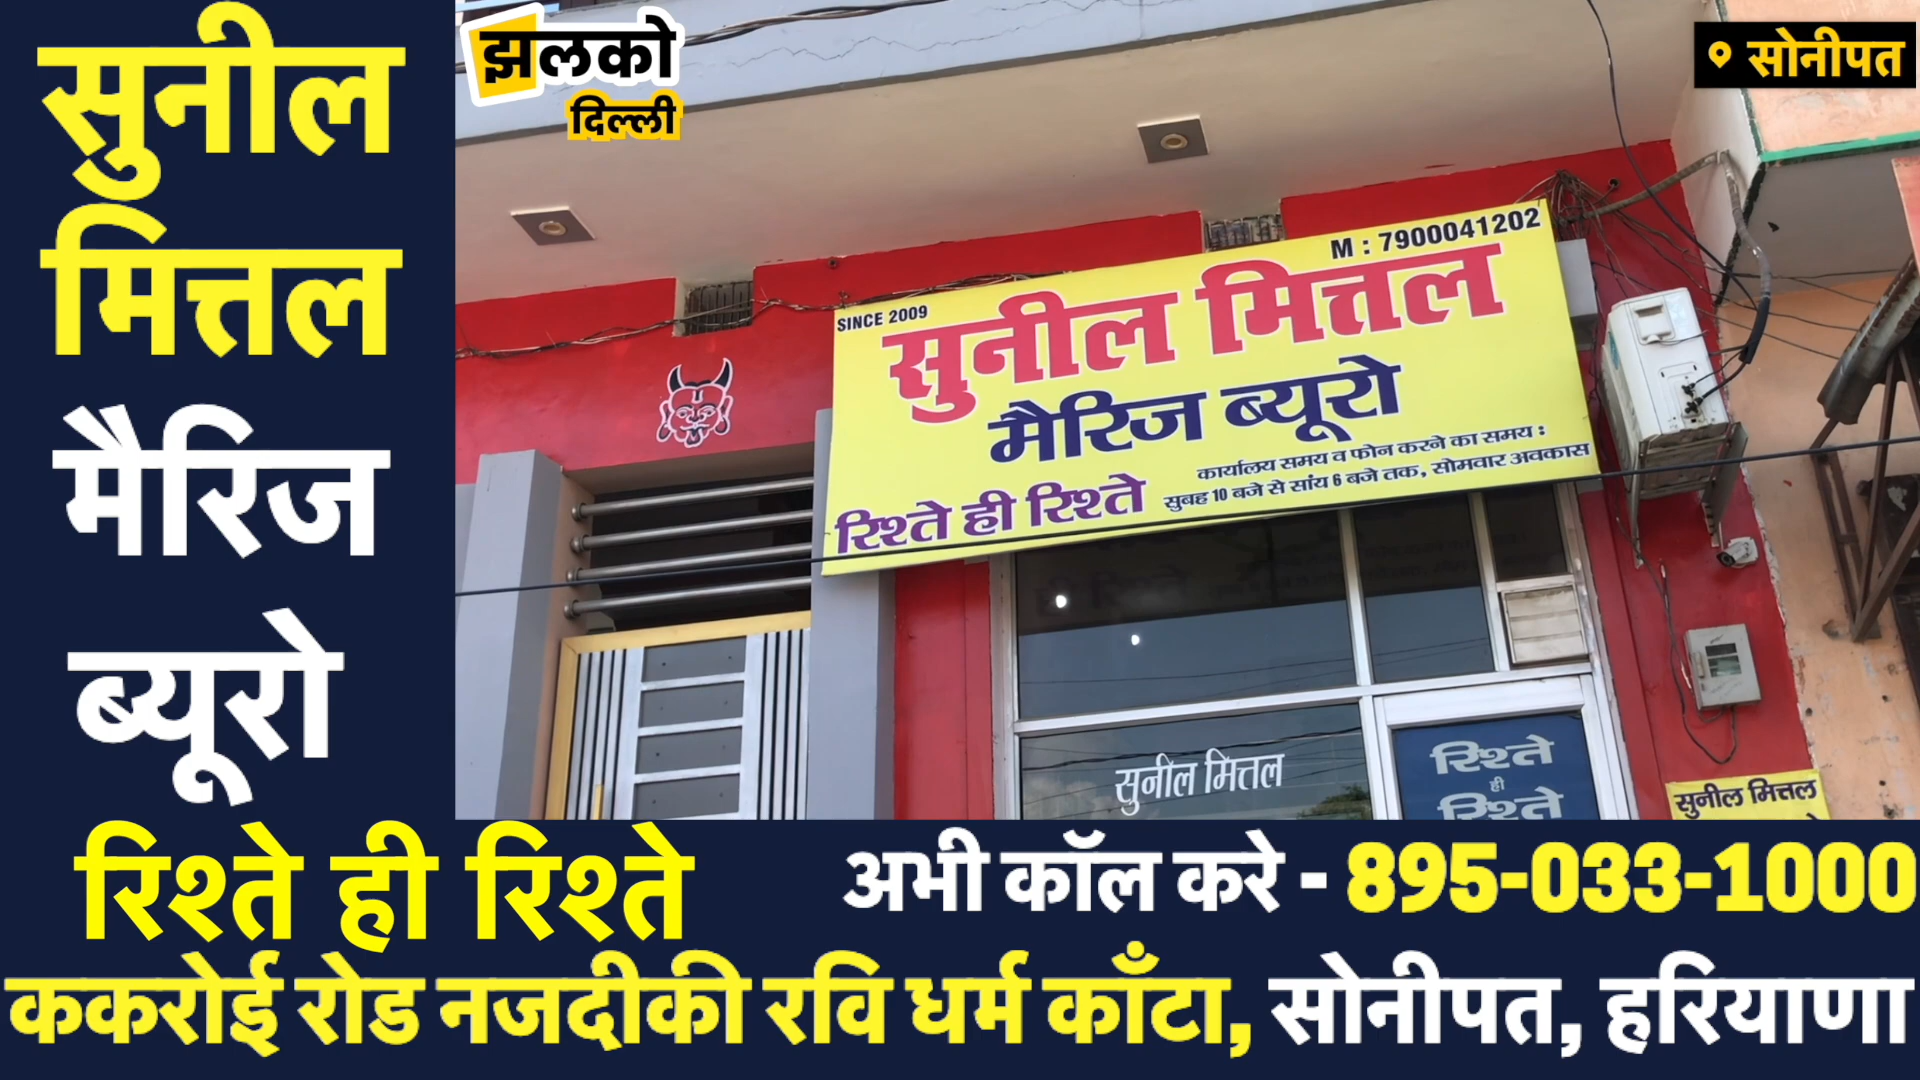 सुनील
मित्तल
मैरिज
ब्यूरो
झलको
दिल्ली
सोनीपत
M : 7900041202
SINCE 2009
सुनील मित्तल
मैरिज ब्यूरो
कार्यालय समय व फोन करने का समय :
सुबह 10 बजे से सांय 6 बजे तक, सोमवार अवकास
रिश्ते ही रिश्ते
सुनील मित्तल
रिश्ते
ही
रिश्ते
सुनील मित्तल
रिश्ते ही रिश्ते
अभी कॉल करे - 895-033-1000
ककरोई रोड नजदीकी रवि धर्म काँटा, सोनीपत, हरियाणा